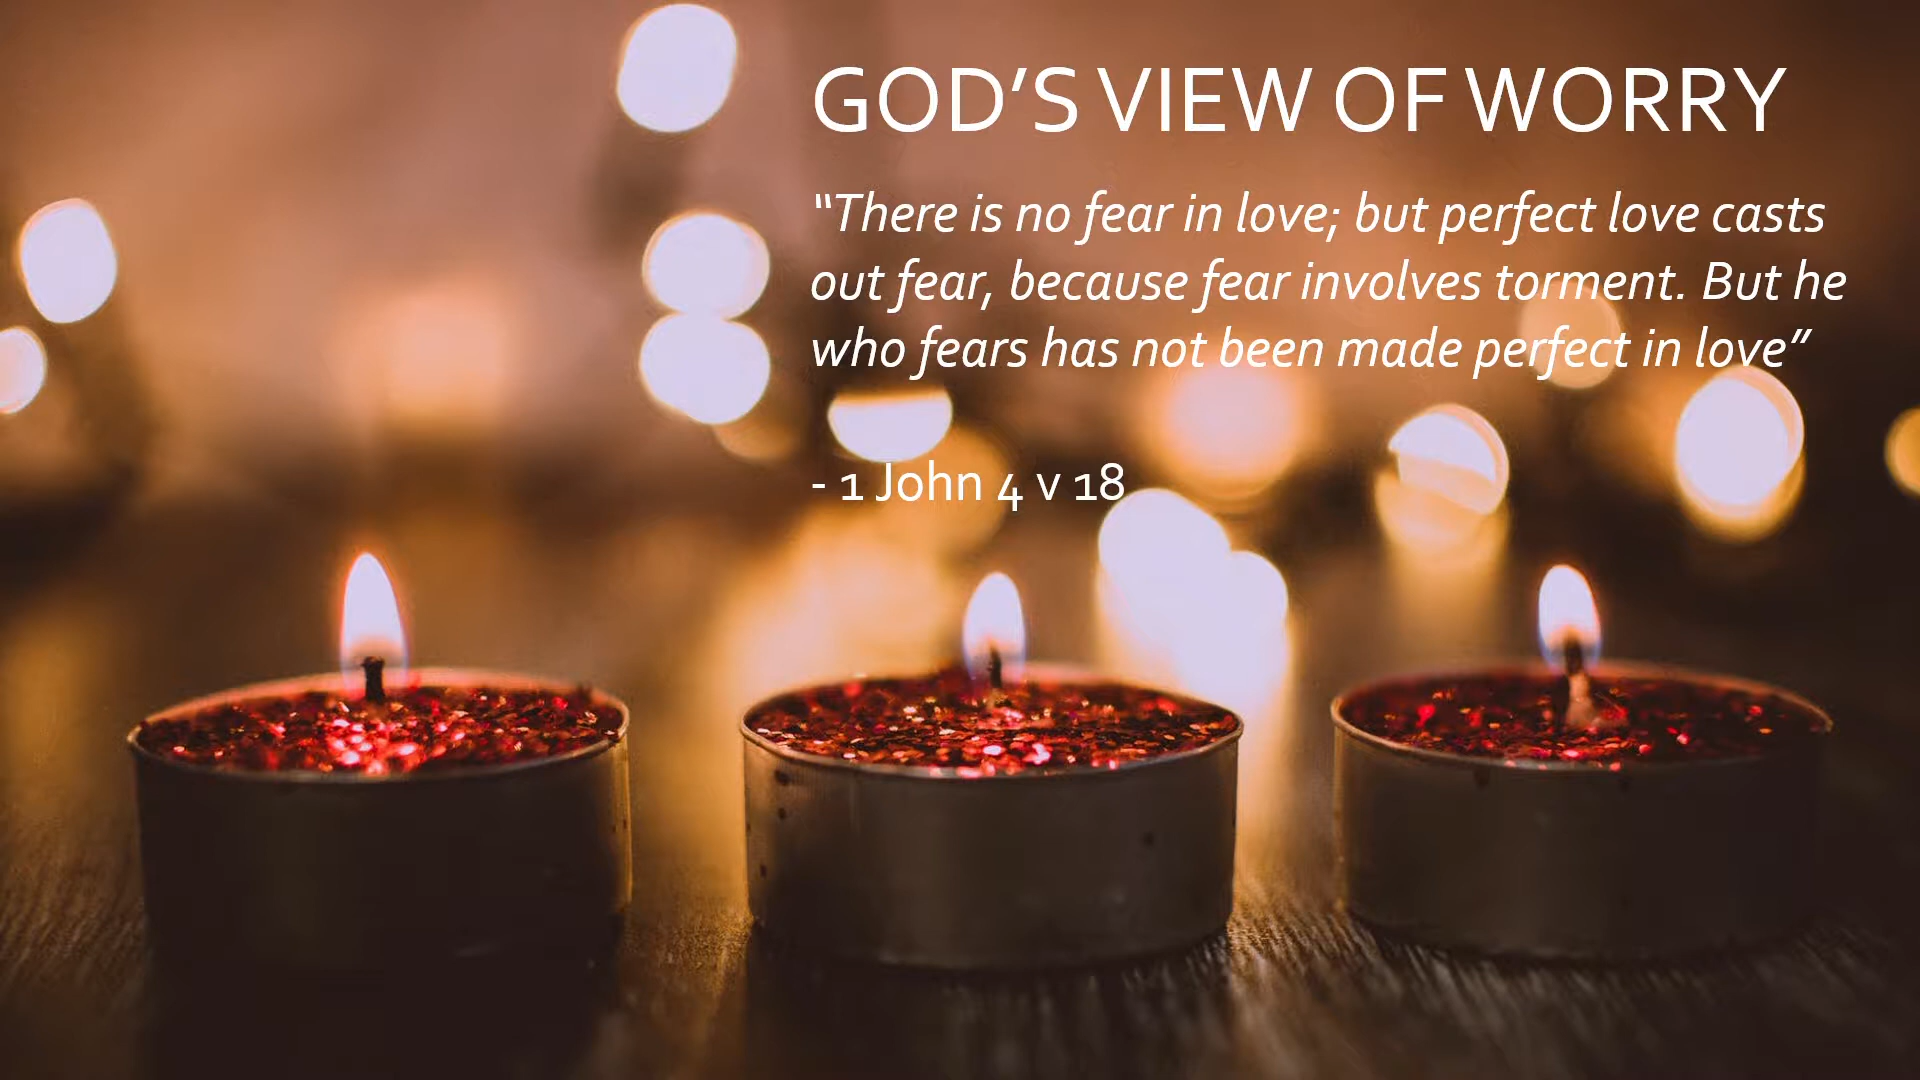 GOD’S VIEW OF WORRY
“There is no fear in love; but perfect love casts
out fear, because fear involves torment. But he
who fears has not been made perfect in love”
- 1 John 4 v 18